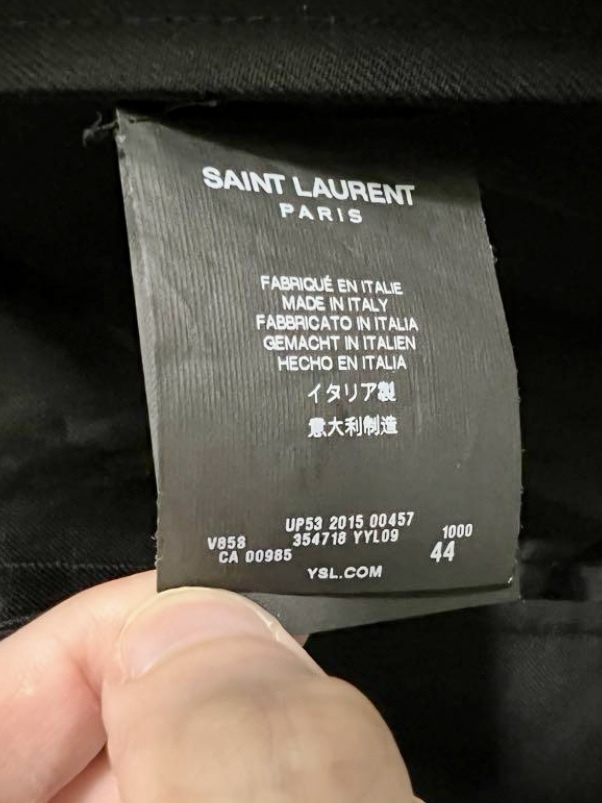 SAINT LAURENT
PARIS
FABRIQUÉ EN ITALIE
MADE IN ITALY
FABBRICATO IN ITALIA
GEMACHT IN ITALIEN
HECHO EN ITALIA
イタリア製
意大利制造
UP53 2015 00457
V858 354718 YYL09 1000
CA 00985 44
YSL.COM